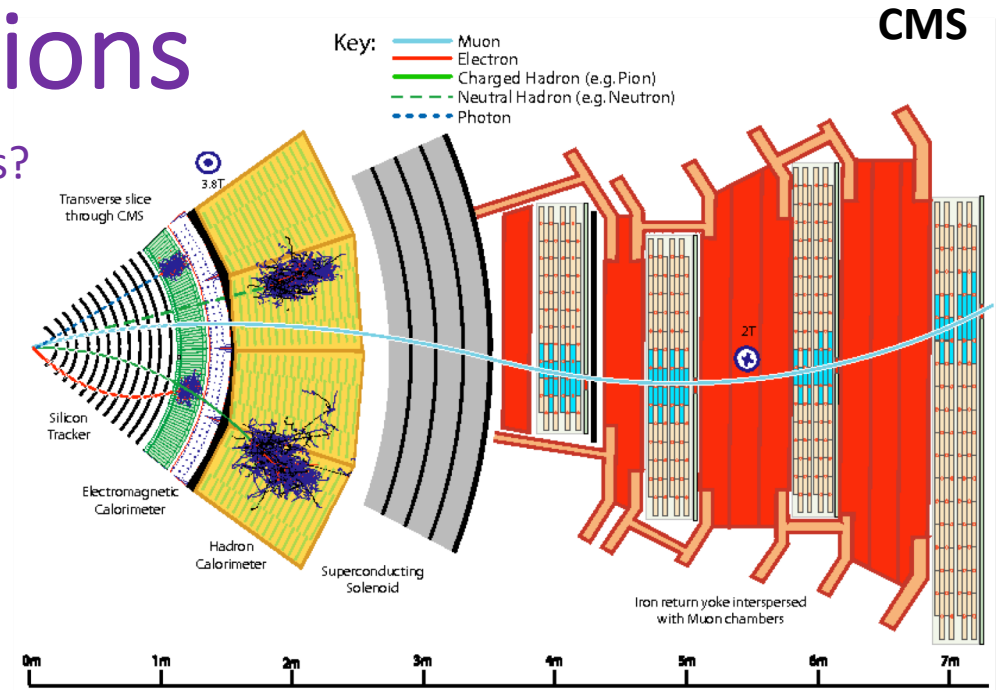 ions
CMS
s?
Key:
Muon
Electron
Charged Hadron (e.g. Pion)
Neutral Hadron (e.g. Neutron)
Photon
3.8T
Transverse slice
through CMS
2T
Silicon
Tracker
Electromagnetic
Calorimeter
Hadron
Calorimeter
Superconducting
Solenoid
Iron return yoke interspersed
with Muon chambers
0m 1m 2m 3m 4m 5m 6m 7m